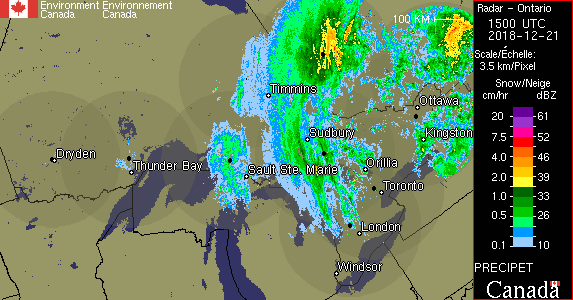 Environment Environnement
Canada Canada
100 KM
Timmins
Ottawa
Sudbury
Kingston
Dryden
Thunder Bay
Sault Ste. Marie
Orillia
Toronto
London
Windsor
Radar - Ontario
1500 UTC
2018-12-21
Scale/Échelle:
3.5 km/Pixel
Snow/Neige
cm/hr dBZ
20 61
7.5 52
4.0 46
2.0 39
1.0 33
0.5 26
0.1 10
PRECIPET
Canada